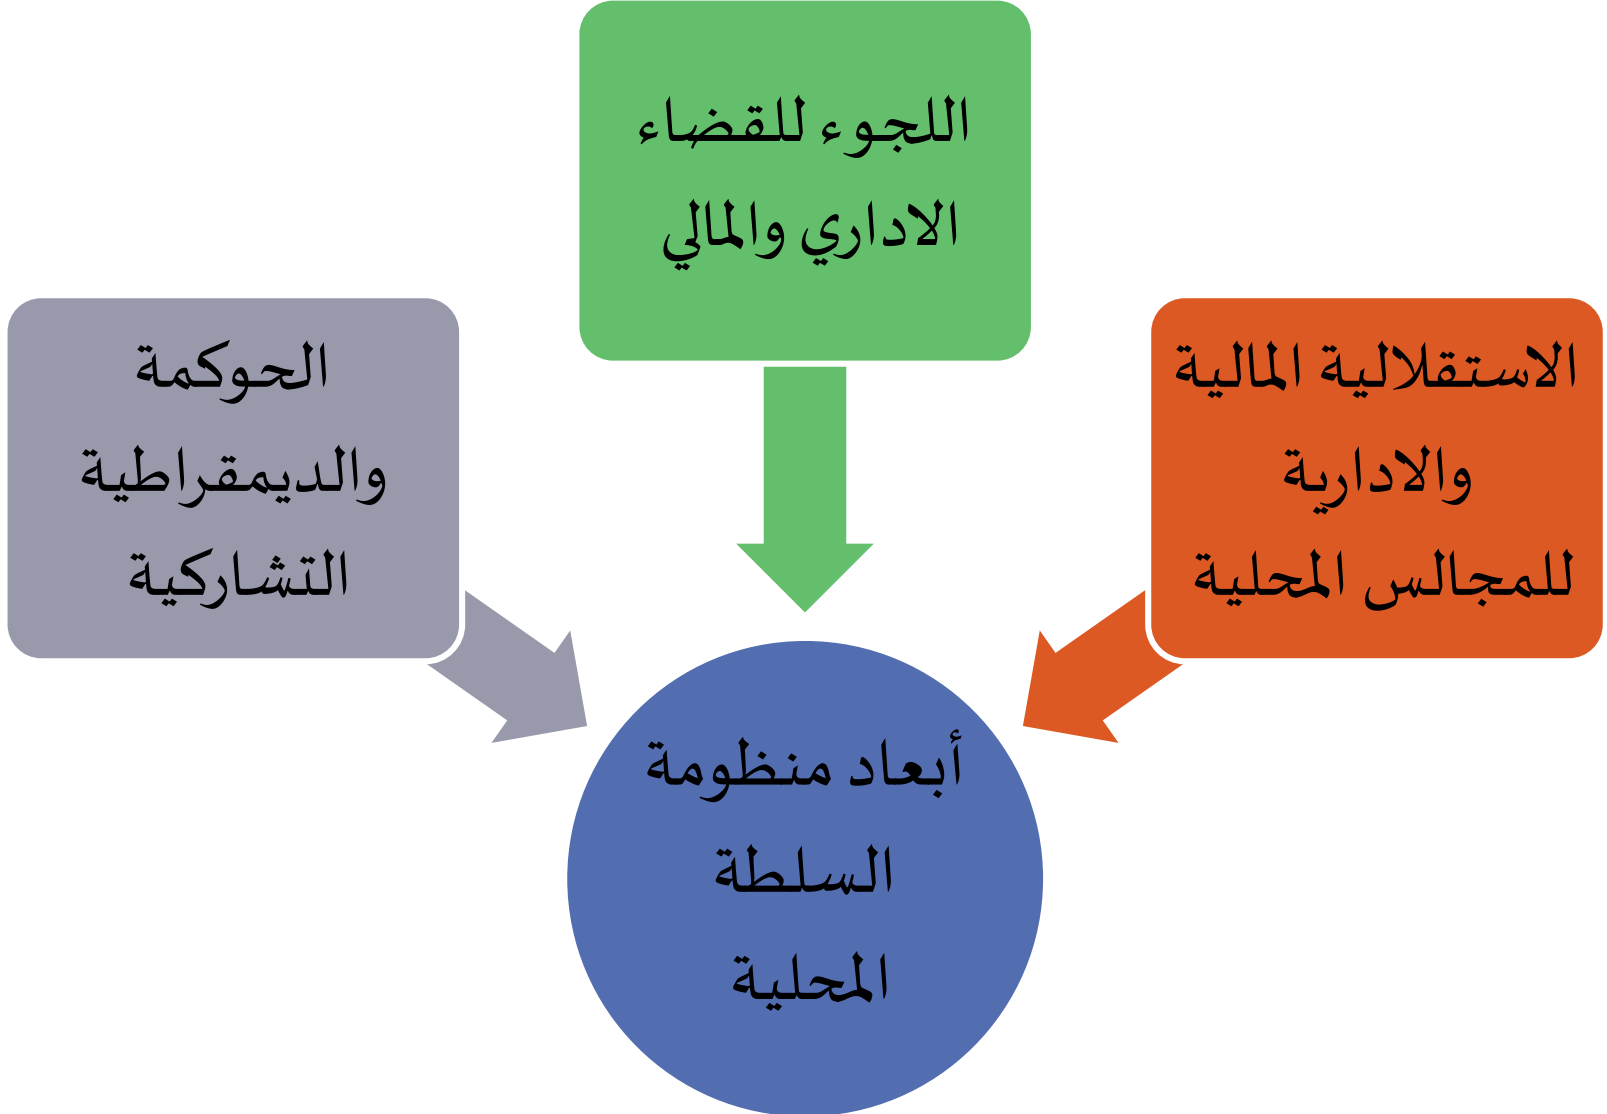 اللجوء للقضاء
الاداري والمالي
الاستقلالية المالية
والادارية
للمجالس المحلية
الحوكمة
والديمقراطية
التشاركية
أبعاد منظومة
السلطة
المحلية